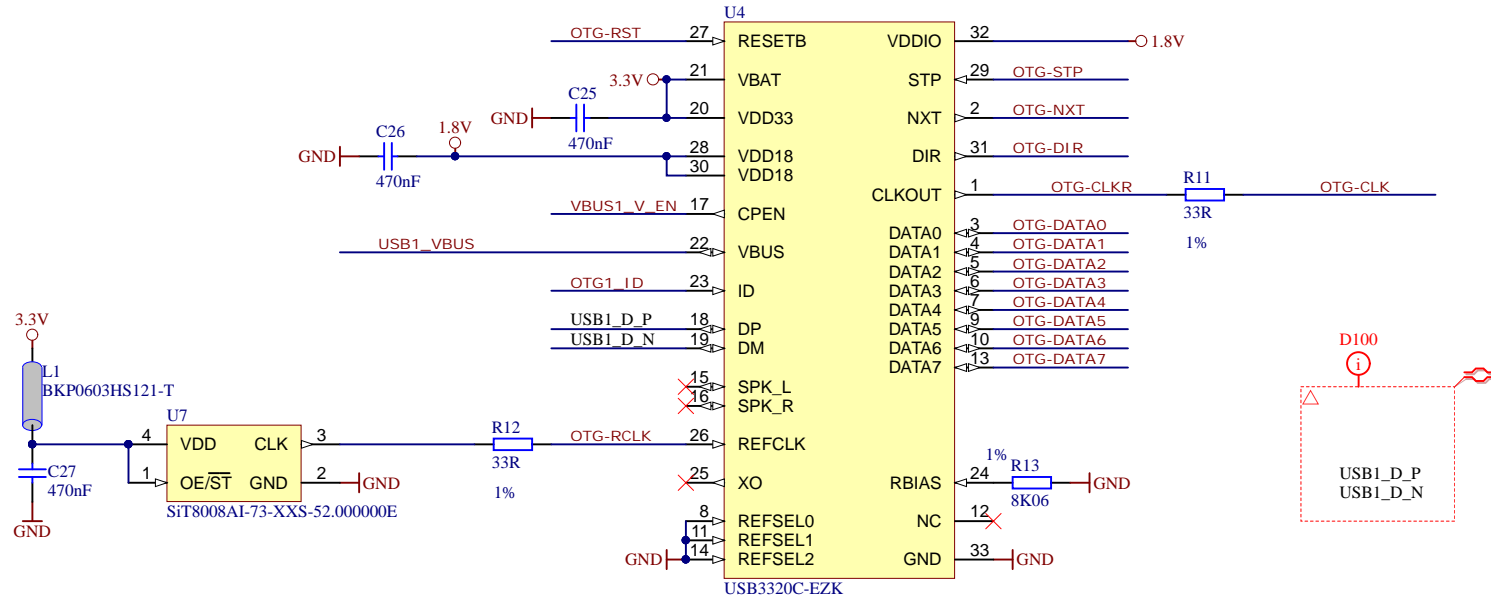 U4
OTG-RST 27 RESETB VDDIO 32 1.8V
3.3V 21 VBAT STP 29 OTG-STP
C25
GND 470nF 20 VDD33 NXT 2 OTG-NXT
C26 1.8V
GND 470nF 28 VDD18 DIR 31 OTG-DIR
30 VDD18
CLKOUT 1 OTG-CLKR R11 33R 1% OTG-CLK
VBUS1_V_EN 17 CPEN
DATA0 3 OTG-DATA0
USB1_VBUS 22 VBUS DATA1 4 OTG-DATA1
DATA2 5 OTG-DATA2
OTG1_ID 23 ID DATA3 6 OTG-DATA3
DATA4 7 OTG-DATA4
USB1_D_P 18 DP DATA5 9 OTG-DATA5
USB1_D_N 19 DM DATA6 10 OTG-DATA6
DATA7 13 OTG-DATA7
15 SPK_L
16 SPK_R
3.3V
L1
BKP0603HS121-T
U7
4 VDD CLK 3 R12 33R 1% OTG-RCLK 26 REFCLK
C27
470nF
GND
1 OE/ST GND 2 GND
SiT8008AI-73-XXS-52.000000E
25 XO RBIAS 24 1% R13 8K06 GND
8 REFSEL0 NC 12
11 REFSEL1
GND 14 REFSEL2 GND 33 GND
USB3320C-EZK
D100
i
USB1_D_P
USB1_D_N